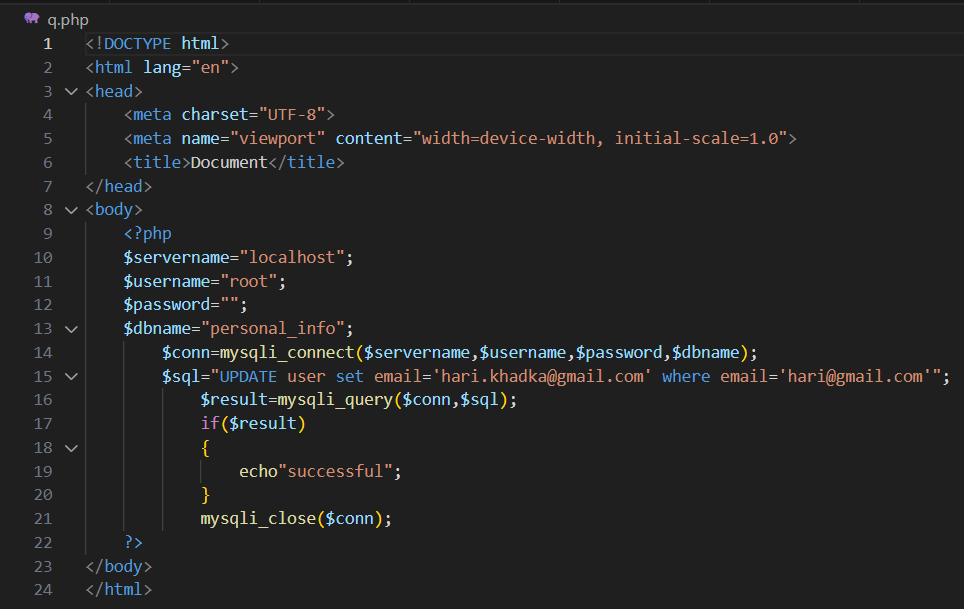 q.php
1 <!DOCTYPE html>
2 <html lang="en">
3 <head>
4     <meta charset="UTF-8">
5     <meta name="viewport" content="width=device-width, initial-scale=1.0">
6     <title>Document</title>
7 </head>
8 <body>
9     <?php
10     $servername="localhost";
11     $username="root";
12     $password="";
13     $dbname="personal_info";
14         $conn=mysqli_connect($servername,$username,$password,$dbname);
15         $sql="UPDATE user set email='hari.khadka@gmail.com' where email='hari@gmail.com'";
16             $result=mysqli_query($conn,$sql);
17             if($result)
18             {
19                 echo"successful";
20             }
21             mysqli_close($conn);
22     ?>
23 </body>
24 </html>